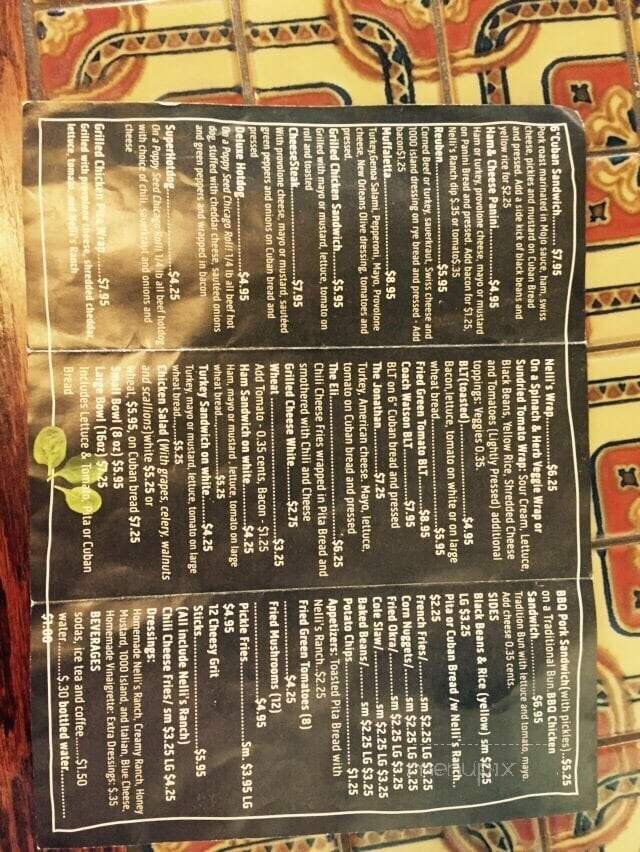 6"Cuban Sandwich........ $7.95
Pork roast marinated in Mojo sauce, ham, swiss
cheese, pickles and mustard on Cuban Bread
and pressed. Add a side kick of black beans and
yellow rice for $2.25
Ham & Cheese Panini.............$4.95
Ham or turkey, provolone cheese, mayo or mustard
on Panini Bread and pressed. Add bacon for $1.25,
Nelli's Ranch dip $.35 or tomato$.35
Reuben...........................$5.95
Corned Beef or turkey, sauerkraut, Swiss cheese and
1000 island dressing on rye bread and pressed - Add
bacon$1.25
Muffaletta.......................$8.95
Turkey,Genoa Salami, Pepperoni, Mayo, Provolone
cheese, New Orleans Olive dressing, tomatoes and
pressed.
Grilled Chicken Sandwich......$5.95
Grilled with mayo or mustard, lettuce, tomato on
roll and toasted
CheeseSteak......................$7.95
With provolone cheese, mayo or mustard, sautéed
green peppers and onions on Cuban bread and
pressed
Deluxe Hotdog....................$4.95
On a Poppy Seed Chicago Roll! 1/4 lb all beef hot
dog stuffed with cheddar cheese, sautéed onions
and green peppers and wrapped in bacon
SuperHotdog......................$4.25
On a Poppy Seed Chicago Roll! 1/4 lb all beef hotdog
with choice of chili, and onions and
cheese
Grilled Chicken Wrap......$7.95
Grilled with provolone cheese, shredded cheddar,
lettuce, tomato and Nelli's Ranch
Nelli's Wrap..................$6.25
On a Spinach & Herb Veggie Wrap or
Sundried Tomato Wrap: Sour Cream, Lettuce,
Black Beans, Yellow Rice, Shredded Cheese
and Tomatoes (Lightly Pressed) additional
toppings: Veggies 0.35.
BLT(toasted).................$4.95
Bacon,lettuce, tomato on white or on large
wheat bread..................$5.95
Fried Green Tomato BLT......$8.95
Coach Watson BLT.............$7.95
BLT on 6" Cuban bread and pressed
The Jonathan................$7.25
Turkey, American cheese, Mayo, lettuce,
tomato on Cuban bread and pressed
The Eli.......................$6.25
Chili Cheese Fries wrapped in Pita Bread and
smothered with Chili and Cheese
Grilled Cheese White.......$2.75
Wheat.........................$3.25
Add Tomato - 0.35 cents, Bacon - $1.25
Ham Sandwich on white......$4.25
Ham, mayo or mustard, lettuce, tomato on large
wheat bread.............$5.25
Turkey Sandwich on white......$4.25
Turkey, mayo or mustard, lettuce, tomato on large
wheat bread.............$5.25
Chicken Salad (With grapes, celery, walnuts
and scallions)white $5.25 or
wheat, $5.95, on Cuban bread $7.25
Small Bowl (8 oz) $5.95
Large Bowl (16oz) $7.25
Includes Lettuce & Tomato, Pita or Cuban
Bread
BBQ Pork Sandwich(with pickles)..$5.25
on a Traditional Bun.BBQ Chicken
Sandwich..................$6.95
Tradition Bun with lettuce and tomato, mayo.
Add cheese 0.35 cents.
SIDES
Black Beans & Rice (yellow) sm $2.25
LG $3.25
Pita or Cuban Bread /w Nelli's Ranch...
$2.25
French Fries/......sm $2.25 LG $3.25
Corn Nuggets/......sm $2.25 LG $3.25
Fried Okra/........sm $2.25 LG $3.25
Cole Slaw/.........sm $2.25 LG $3.25
Baked Beans/.......sm $2.25 LG $3.25
Potato Chips..................$1.25
Appetizers: Toasted Pita Bread with
Nelli's Ranch..$2.25
Fried Green Tomatoes (8)
.....................$4.25
Fried Mushrooms (12)
.....................$4.95
Pickle Fries..............sm $3.95 LG
$4.95
12 Cheesy Grit
Sticks.......................$5.95
(All include Nelli's Ranch)
Chili Cheese Fries/ sm $3.25 LG $4.25
Dressings:
Homemade Nelli's Ranch, Creamy Ranch, Honey
Mustard, 1000 Island, and Italian, Blue Cheese,
Homemade Vinaigrette. Extra Dressings: $.35
BEVERAGES
sodas, ice tea and coffee ......$1.50
water.........$.30 bottled water............
$1.00
menupix